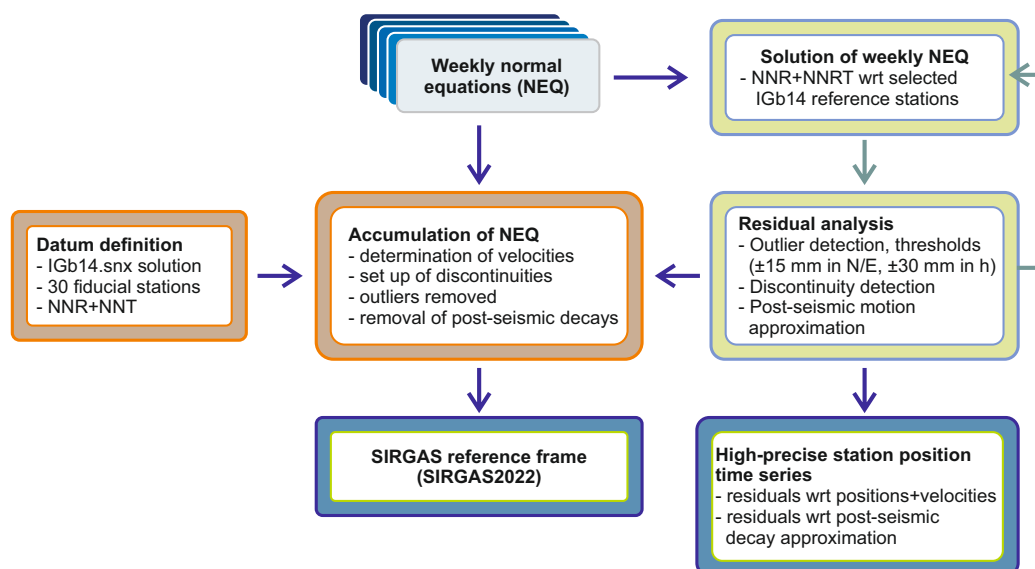 Weekly normal
equations (NEQ)
Solution of weekly NEQ
- NNR+NNRT wrt selected
IGb14 reference stations
Datum definition
- IGb14.snx solution
- 30 fiducial stations
- NNR+NNT
Accumulation of NEQ
- determination of velocities
- set up of discontinuities
- outliers removed
- removal of post-seismic decays
Residual analysis
- Outlier detection, thresholds
(±15 mm in N/E, ±30 mm in h)
- Discontinuity detection
- Post-seismic motion
approximation
SIRGAS reference frame
(SIRGAS2022)
High-precise station position
time series
- residuals wrt positions+velocities
- residuals wrt post-seismic
decay approximation